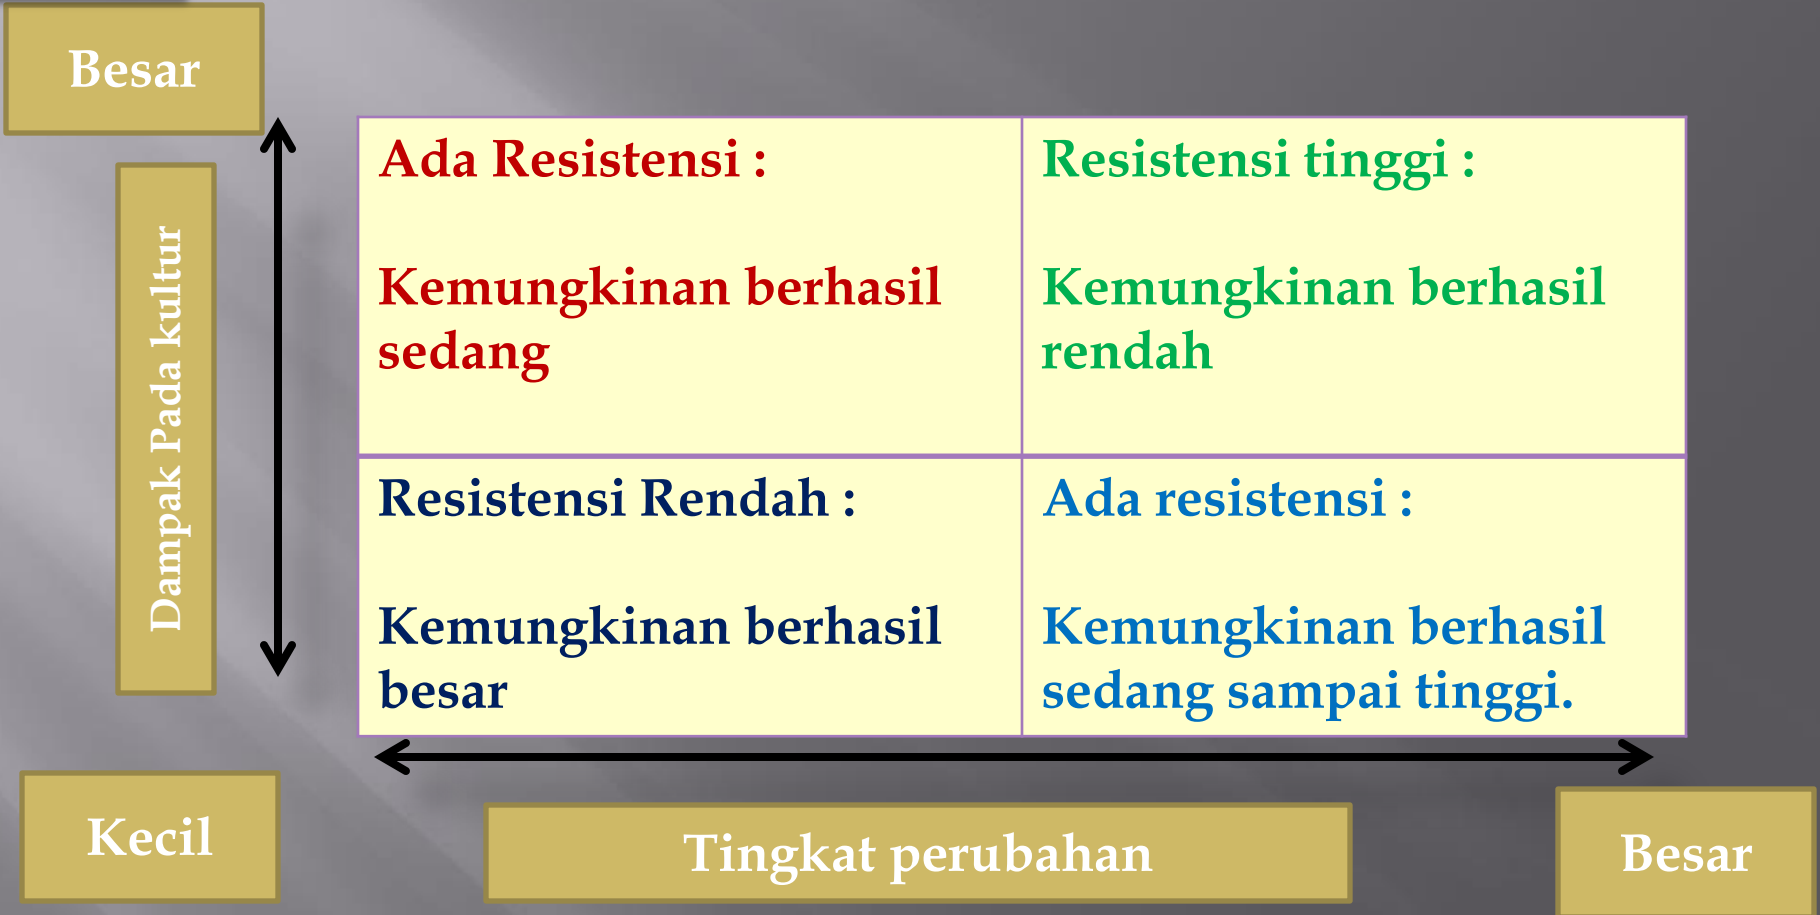 Besar
Dampak Pada kultur
Ada Resistensi :
Kemungkinan berhasil
sedang
Resistensi tinggi :
Kemungkinan berhasil
rendah
Resistensi Rendah :
Kemungkinan berhasil
besar
Ada resistensi :
Kemungkinan berhasil
sedang sampai tinggi.
Kecil
Tingkat perubahan
Besar